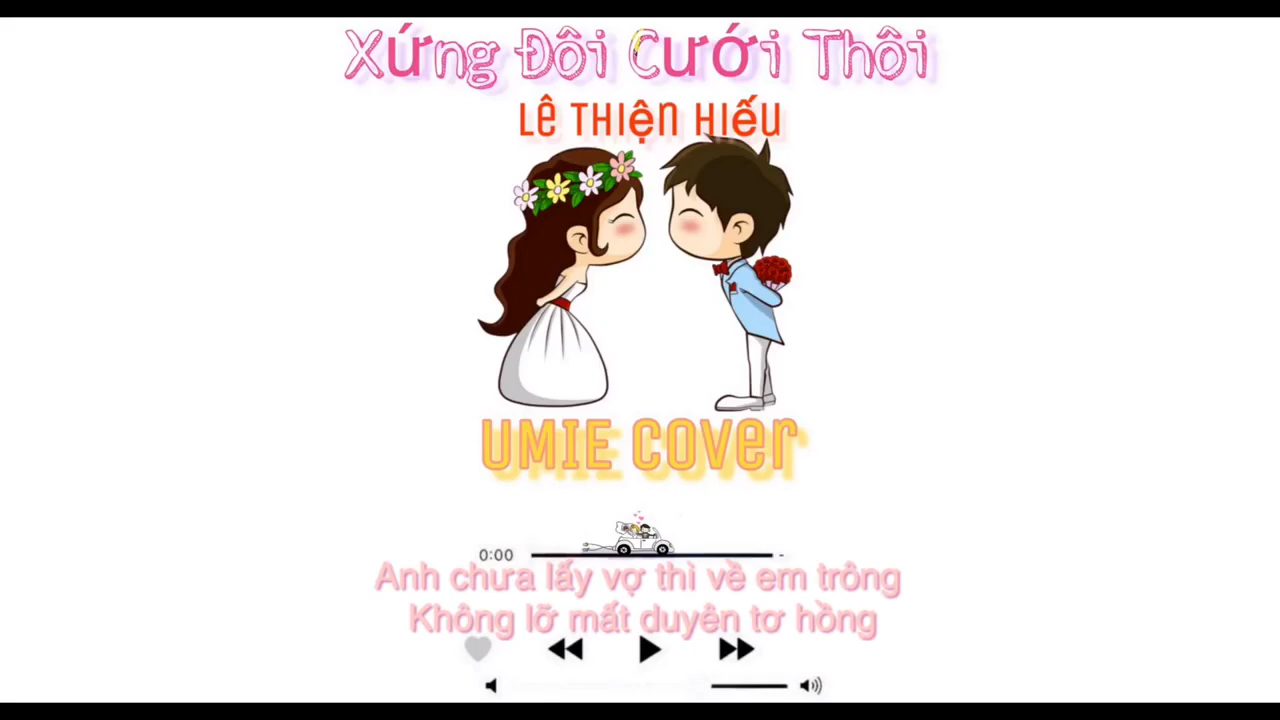 Xứng Đôi Cưới Thôi
Lê Thiện Hiếu
UMIE Cover
0:00
Anh chưa lấy vợ thì về em trông
Không lỡ mất duyên tơ hồng